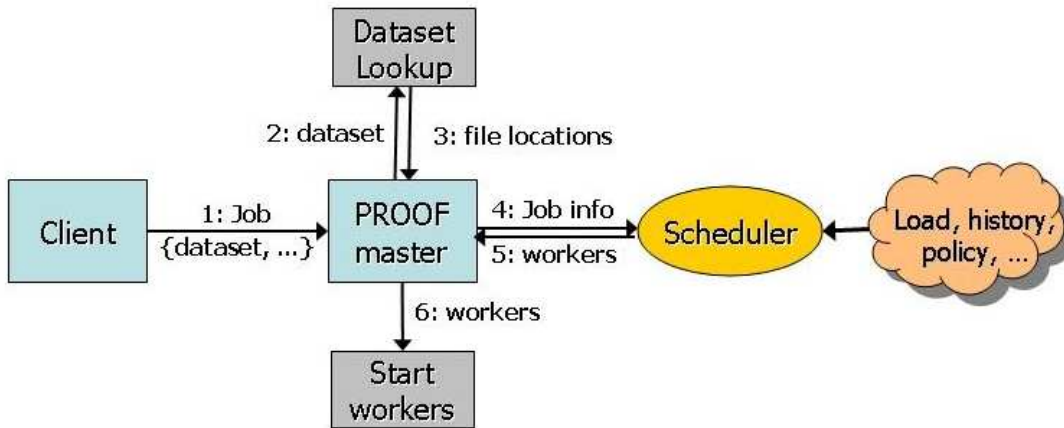 Dataset
Lookup
2: dataset
3: file locations
Client
1: Job
{dataset, ...}
PROOF
master
4: Job info
5: workers
Scheduler
Load, history,
policy, ...
6: workers
Start
workers